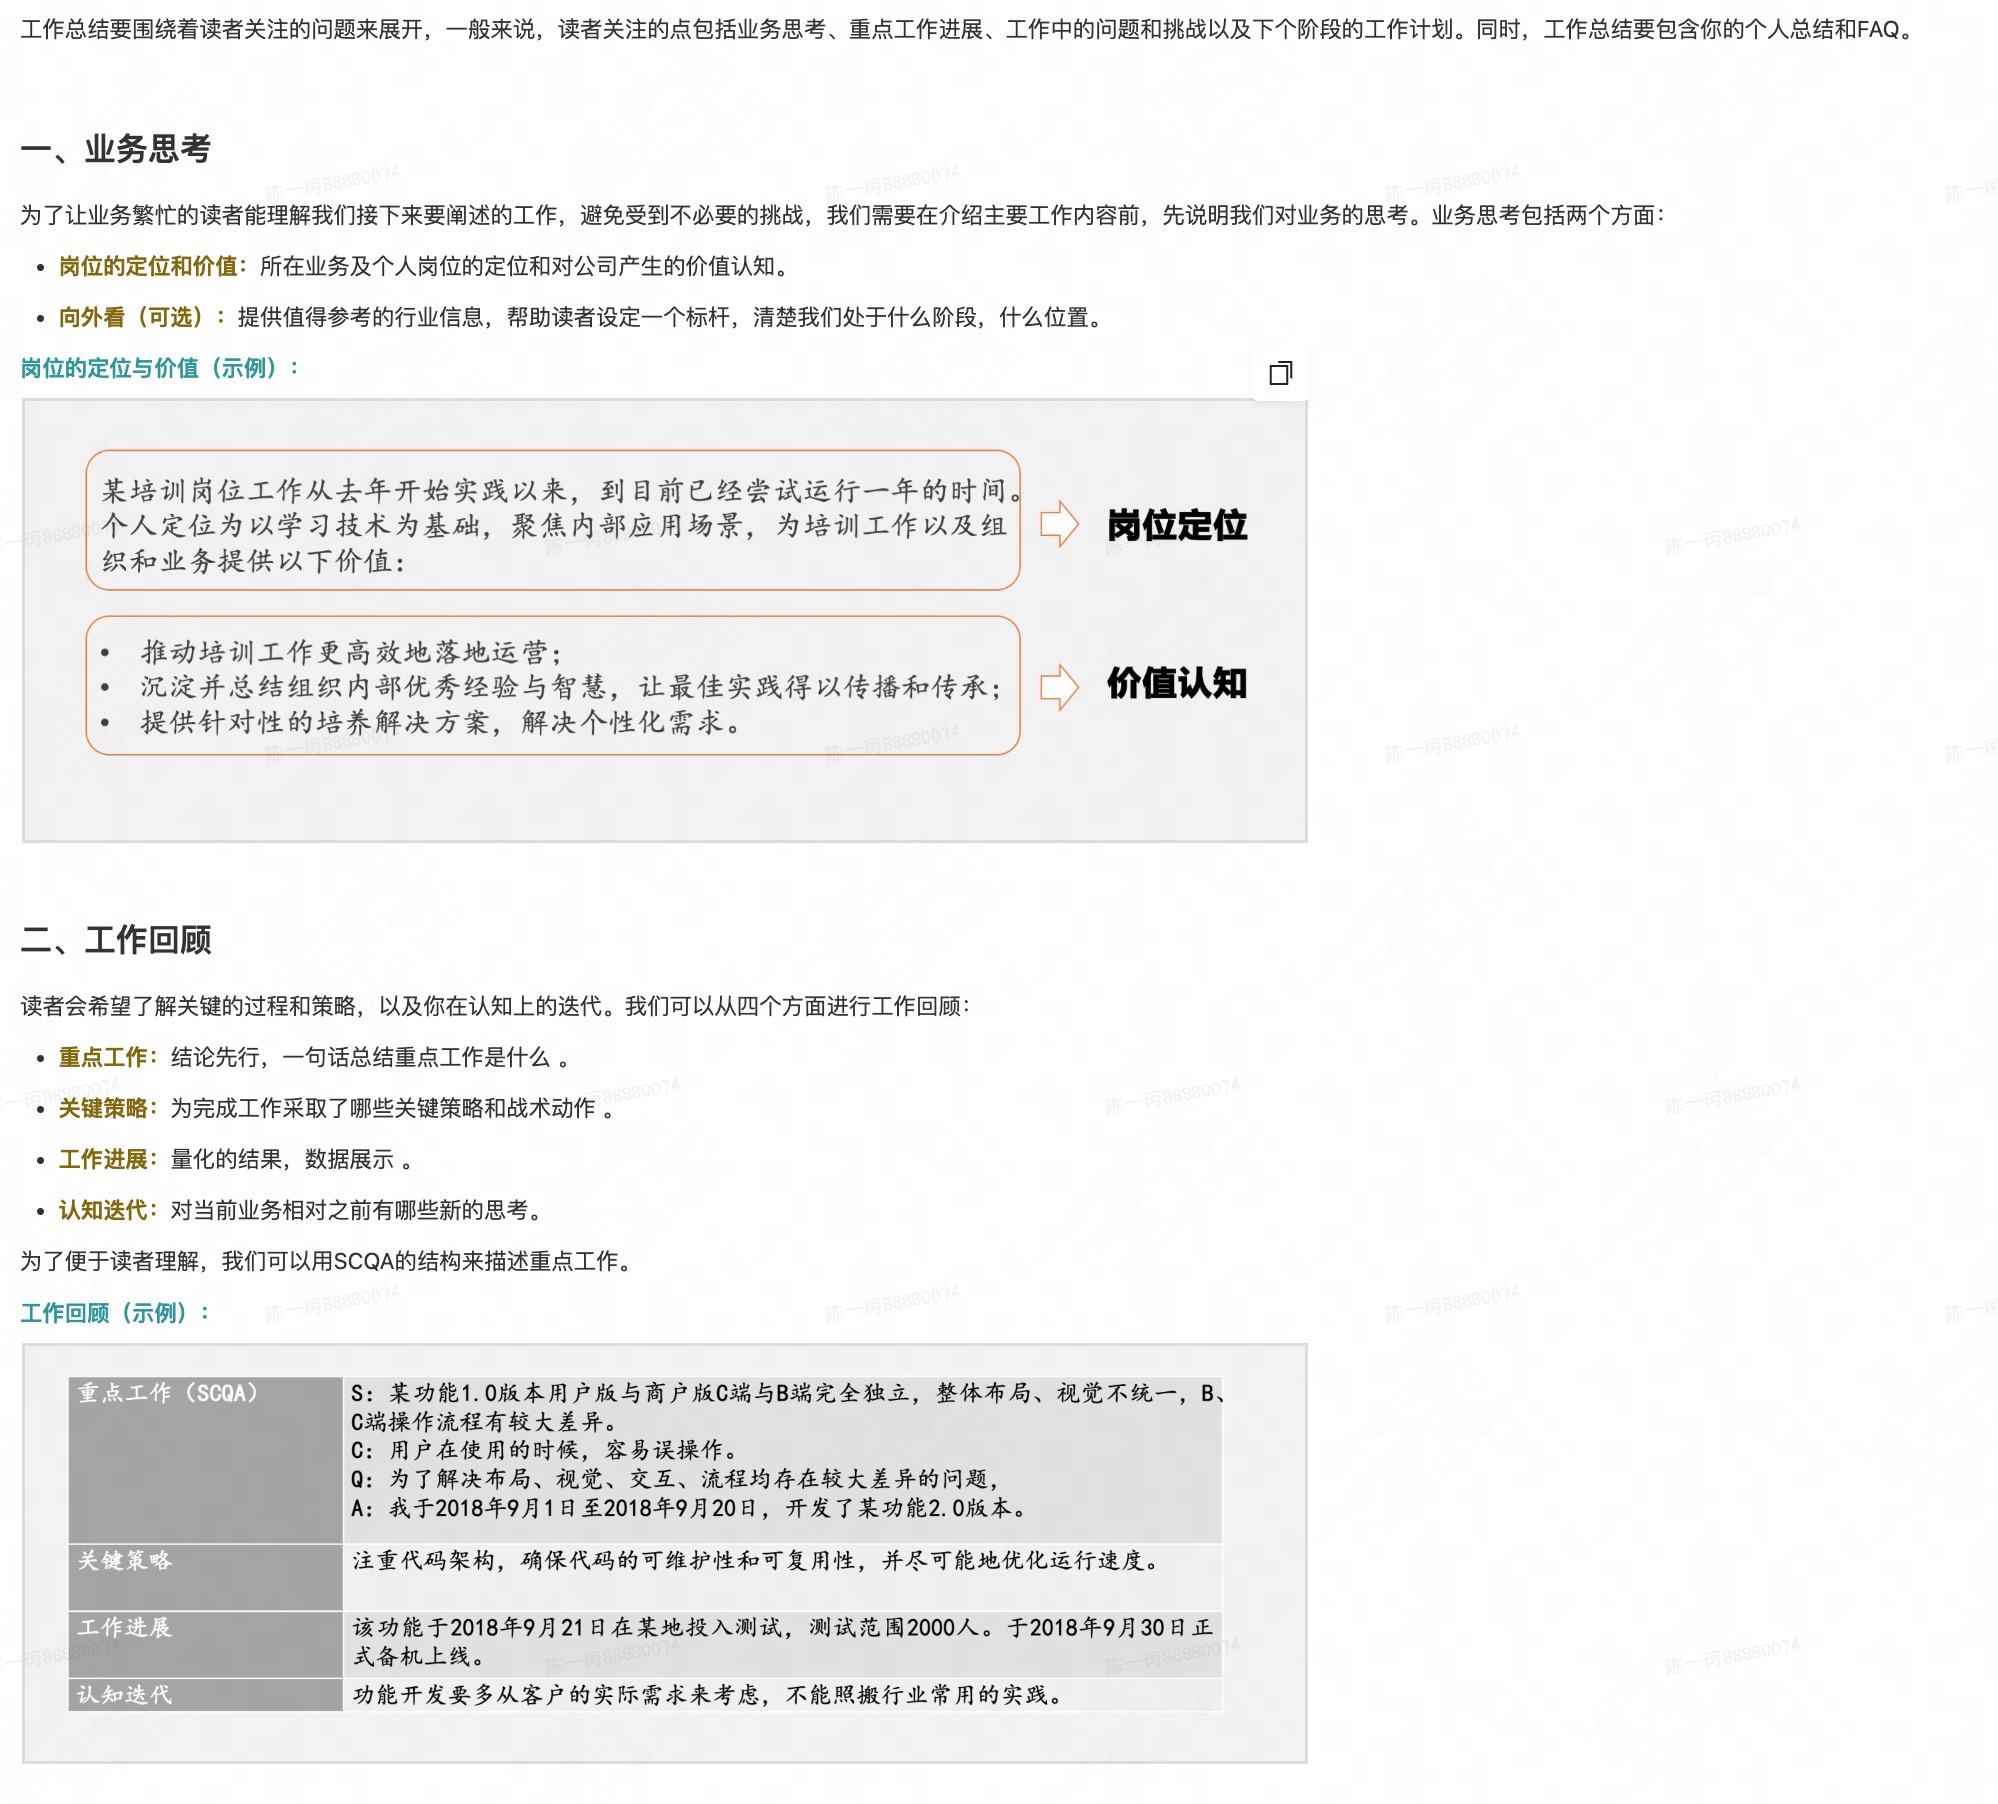 工作总结要围绕着读者关注的问题来展开，一般来说，读者关注的点包括业务思考、重点工作进展、工作中的问题和挑战以及下个阶段的工作计划。同时，工作总结要包含你的个人总结和FAQ。
一、业务思考
为了让业务繁忙的读者能理解我们接下来要阐述的工作，避免受到不必要的挑战，我们需要在介绍主要工作内容前，先说明我们对业务的思考。业务思考包括两个方面：
• 岗位的定位和价值：所在业务及个人岗位的定位和对公司产生的价值认知。
• 向外看（可选）：提供值得参考的行业信息，帮助读者设定一个标杆，清楚我们处于什么阶段，什么位置。
岗位的定位与价值（示例）：
某培训岗位工作从去年开始实践以来，到目前已经尝试运行一年的时间。
个人定位为以学习技术为基础，聚焦内部应用场景，为培训工作以及组
织和业务提供以下价值：
岗位定位
• 推动培训工作更高效地落地运营；
• 沉淀并总结组织内部优秀经验与智慧，让最佳实践得以传播和传承；
• 提供针对性的培养解决方案，解决个性化需求。
价值认知
二、工作回顾
读者会希望了解关键的过程和策略，以及你在认知上的迭代。我们可以从四个方面进行工作回顾：
• 重点工作：结论先行，一句话总结重点工作是什么 。
• 关键策略：为完成工作采取了哪些关键策略和战术动作 。
• 工作进展：量化的结果，数据展示 。
• 认知迭代：对当前业务相对之前有哪些新的思考。
为了便于读者理解，我们可以用SCQA的结构来描述重点工作。
工作回顾（示例）：
重点工作（SCQA）
S：某功能1.0版本用户版与商户版C端与B端完全独立，整体布局、视觉不统一，B、
C端操作流程有较大差异。
C：用户在使用的时候，容易误操作。
Q：为了解决布局、视觉、交互、流程均存在较大差异的问题，
A：我于2018年9月1日至2018年9月20日，开发了某功能2.0版本。
关键策略
注重代码架构，确保代码的可维护性和可复用性，并尽可能地优化运行速度。
工作进展
该功能于2018年9月21日在某地投入测试，测试范围2000人。于2018年9月30日正
式备机上线。
认知迭代
功能开发要多从客户的实际需求来考虑，不能照搬行业常用的实践。
陈一珂88880074